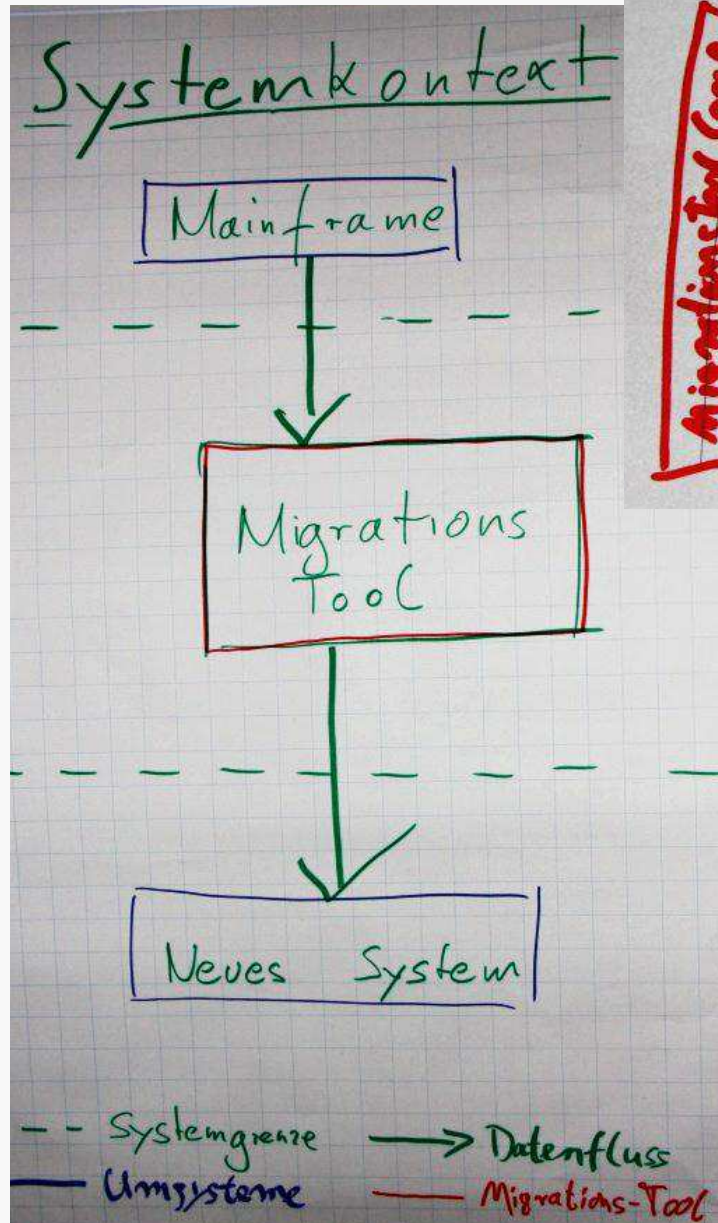 Systemkontext
Mainframe
Migrations
Tool
Neues System
Systemgrenze
Datenfluss
Umsysteme
Migrations-Tool